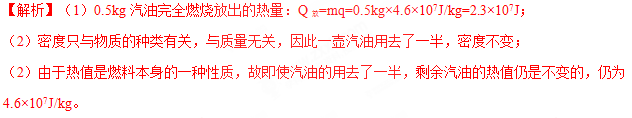 【解析】（1）0.5kg 汽油完全燃烧放出的热量：Q放=mq=0.5kg×4.6×10⁷J/kg=2.3×10⁷J；
（2）密度只与物质的种类有关，与质量无关，因此一壶汽油用去了一半，密度不变；
（2）由于热值是燃料本身的一种性质，故即使汽油的用去了一半，剩余汽油的热值仍是不变的，仍为
4.6×10⁷J/kg。